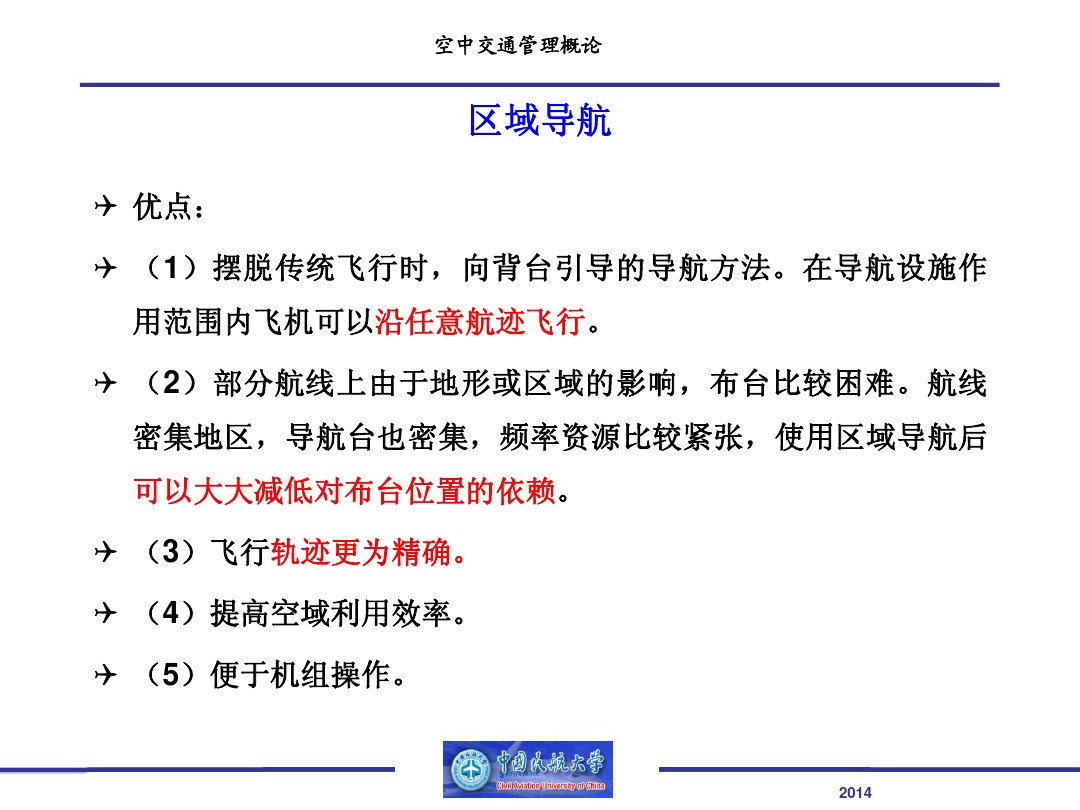 空中交通管理概论
区域导航
优点：
（1）摆脱传统飞行时，向背台引导的导航方法。在导航设施作
用范围内飞机可以沿任意航迹飞行。
（2）部分航线上由于地形或区域的影响，布台比较困难。航线
密集地区，导航台也密集，频率资源比较紧张，使用区域导航后
可以大大减低对布台位置的依赖。
（3）飞行轨迹更为精确。
（4）提高空域利用效率。
（5）便于机组操作。
中国民航大学
Civil Aviation University of China
2014